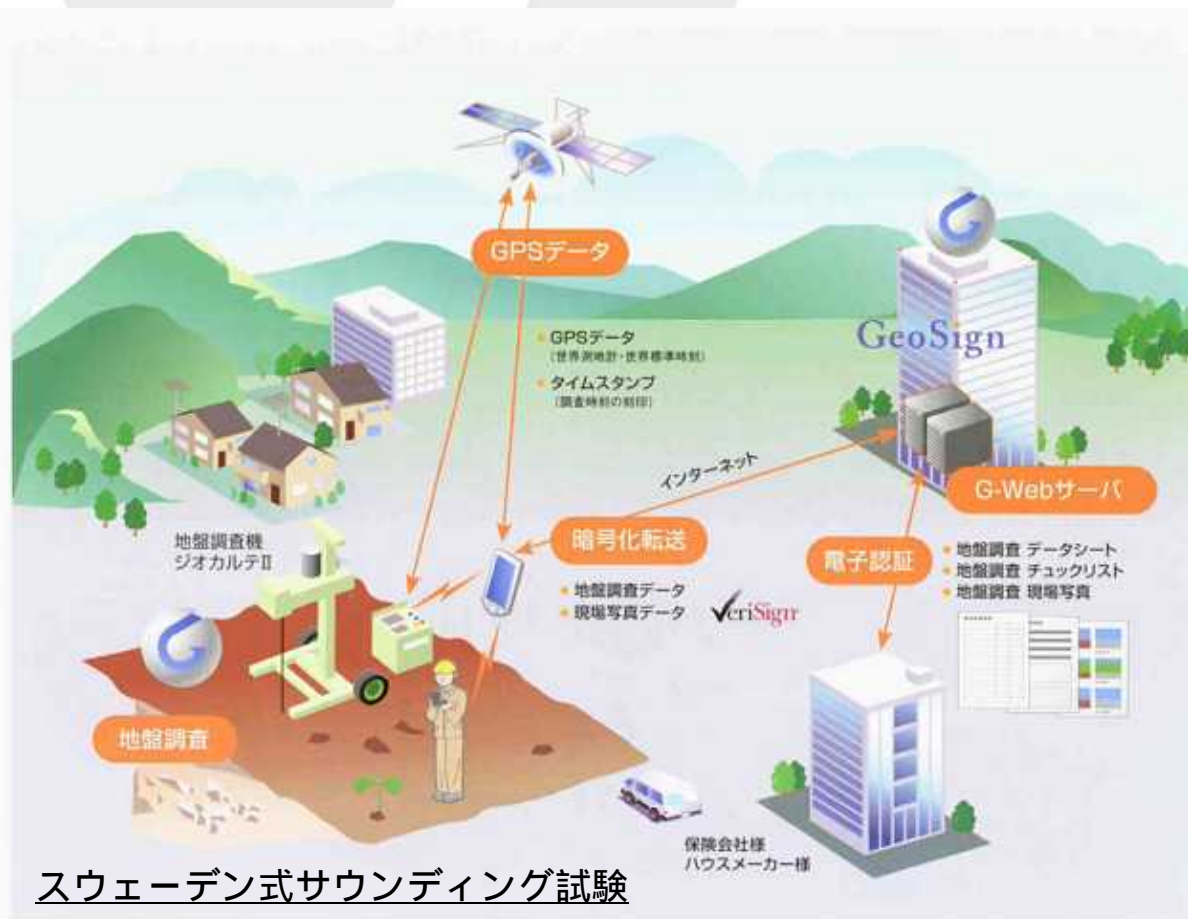 GPSデータ
GeoSign
● GPSデータ
(世界測地計・世界標準時刻)
● タイムスタンプ
(調査時刻の刻印)
インターネット
G-Webサーバ
暗号化転送
● 地盤調査データ
● 現場写真データ
VeriSign
電子認証
● 地盤調査 データシート
● 地盤調査 チュックリスト
● 地盤調査 現場写真
地盤調査機
ジオカルテII
地盤調査
保険会社様
ハウスメーカー様
スウェーデン式サウンディング試験